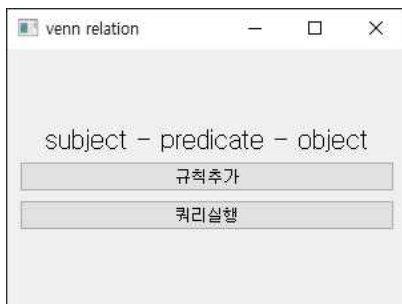 venn relation
subject - predicate - object
규칙추가
쿼리실행